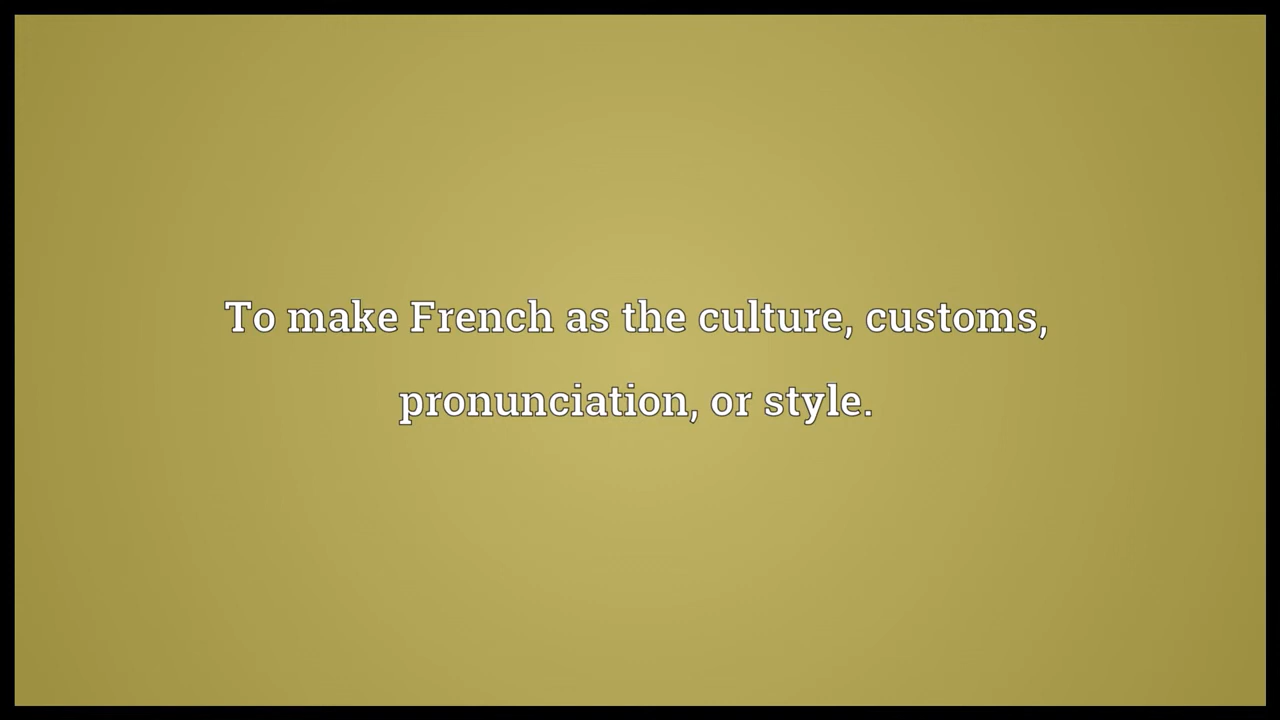 To make French as the culture, customs,
pronunciation, or style.